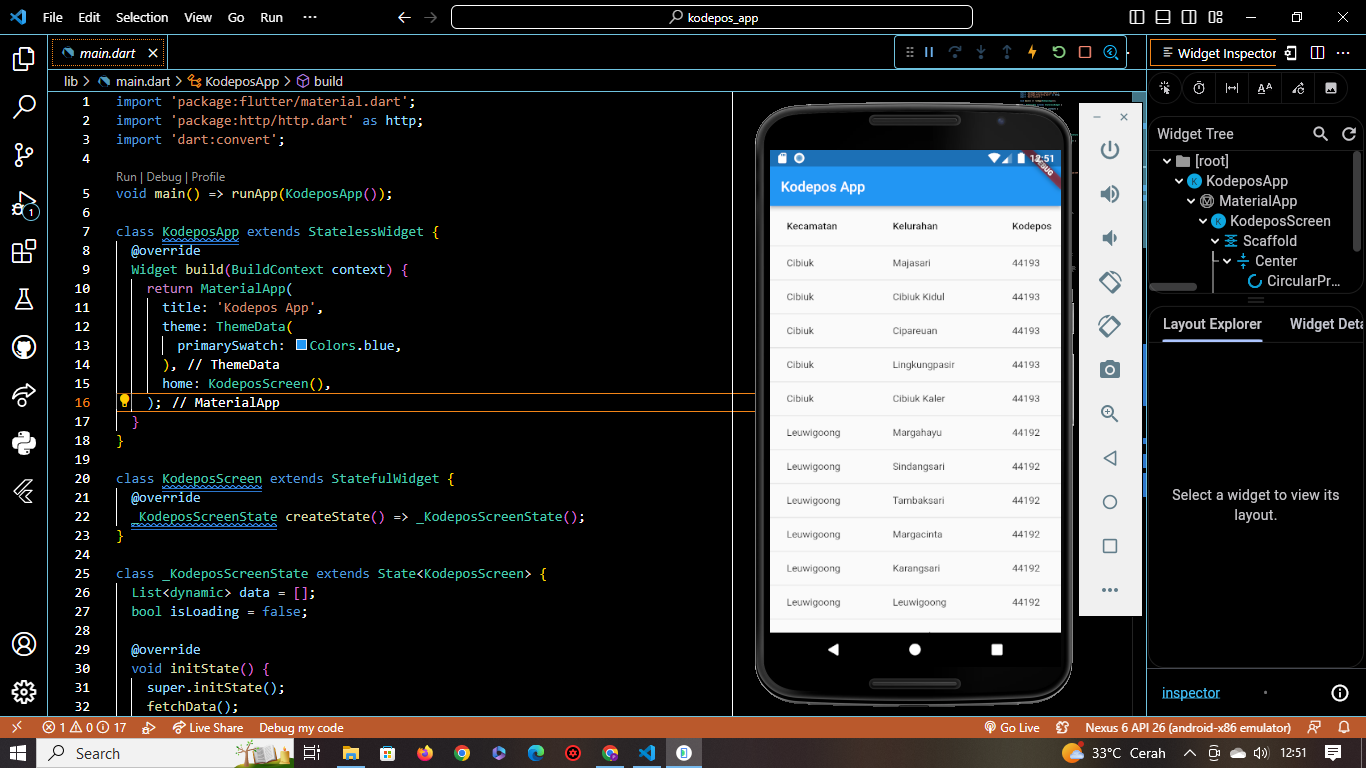 File Edit Selection View Go Run ··· kodepos_app
main.dart
Widget Inspector
lib > main.dart > KodeposApp > build
1 import 'package:flutter/material.dart';
2 import 'package:http/http.dart' as http;
3 import 'dart:convert';
4
Run | Debug | Profile
5 void main() => runApp(KodeposApp());
6
7 class KodeposApp extends StatelessWidget {
8 @override
9 Widget build(BuildContext context) {
10 return MaterialApp(
11 title: 'Kodepos App',
12 theme: ThemeData(
13 primarySwatch: Colors.blue,
14 ), // ThemeData
15 home: KodeposScreen(),
16 ); // MaterialApp
17 }
18 }
19
20 class KodeposScreen extends StatefulWidget {
21 @override
22 _KodeposScreenState createState() => _KodeposScreenState();
23 }
24
25 class _KodeposScreenState extends State<KodeposScreen> {
26 List<dynamic> data = [];
27 bool isLoading = false;
28
29 @override
30 void initState() {
31 super.initState();
32 fetchData();
12:51
Kodepos App
Kecamatan Kelurahan Kodepos
Cibiuk Majasari 44193
Cibiuk Cibiuk Kidul 44193
Cibiuk Cipareuan 44193
Cibiuk Lingkungpasir 44193
Cibiuk Cibiuk Kaler 44193
Leuwigoong Margahayu 44192
Leuwigoong Sindangsari 44192
Leuwigoong Tambaksari 44192
Leuwigoong Margacinta 44192
Leuwigoong Karangsari 44192
Leuwigoong Leuwigoong 44192
Widget Tree
[root]
KodeposApp
MaterialApp
KodeposScreen
Scaffold
Center
CircularPr...
Layout Explorer Widget Deta
Select a widget to view its
layout.
inspector
1
1 0 17 Live Share Debug my code Go Live Nexus 6 API 26 (android-x86 emulator)
Search 33°C Cerah 12:51